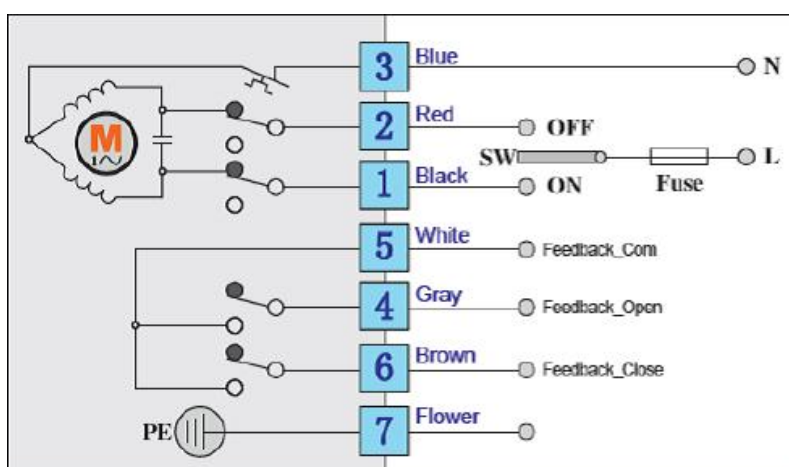 3 Blue N
M
1~
2 Red OFF
SW Fuse L
1 Black ON
5 White Feedback_Com
4 Gray Feedback_Open
6 Brown Feedback_Close
PE 7 Flower